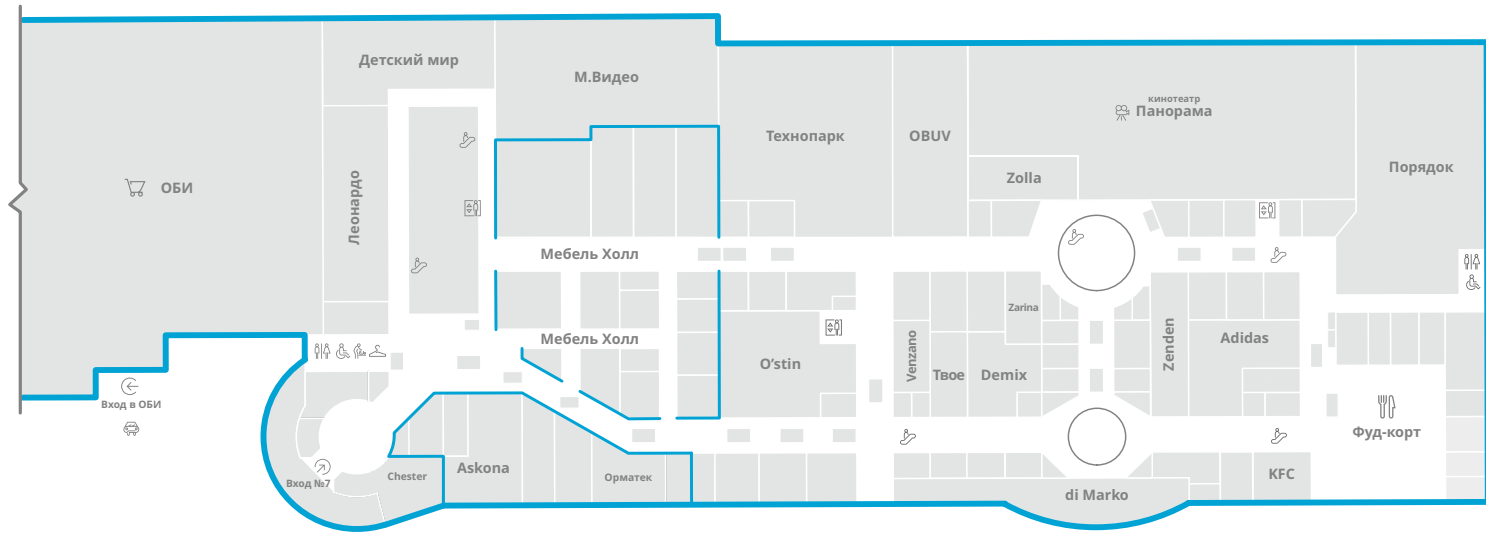 Детский мир
М.Видео
кинотеатр
Панорама
Технопарк
OBUV
Порядок
Zolla
ОБИ
Леонардо
Мебель Холл
Zarina
Мебель Холл
Zenden
Adidas
Venzano
O'stin
Твое
Demix
Вход в ОБИ
Фуд-корт
Askona
Chester
Орматек
KFC
Вход №7
di Marko